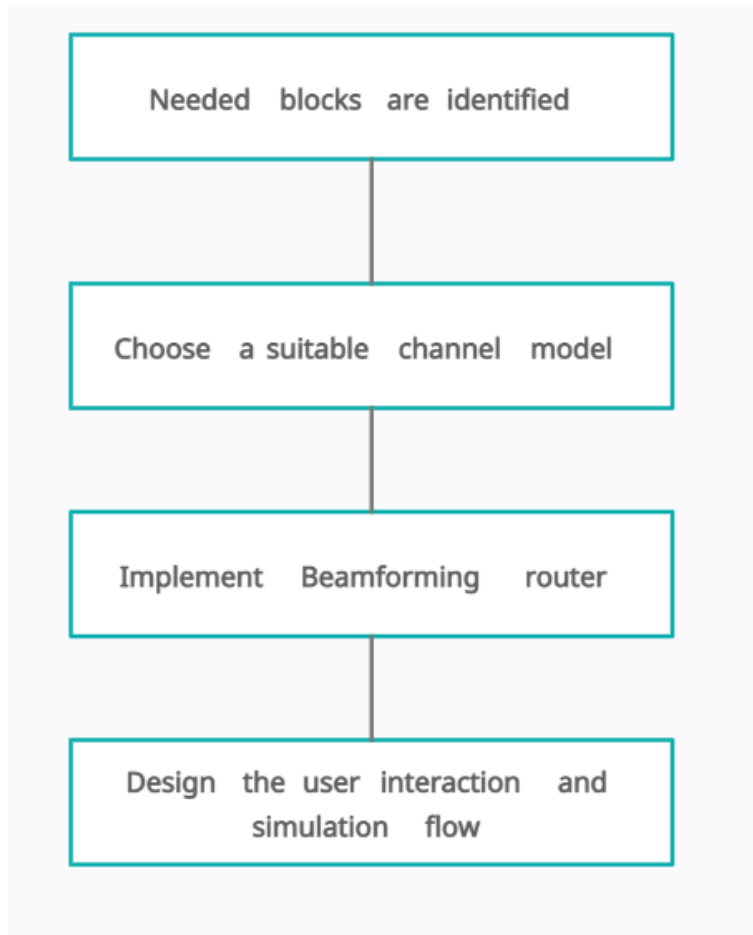 Needed blocks are identified
Choose a suitable channel model
Implement Beamforming router
Design the user interaction and
simulation flow